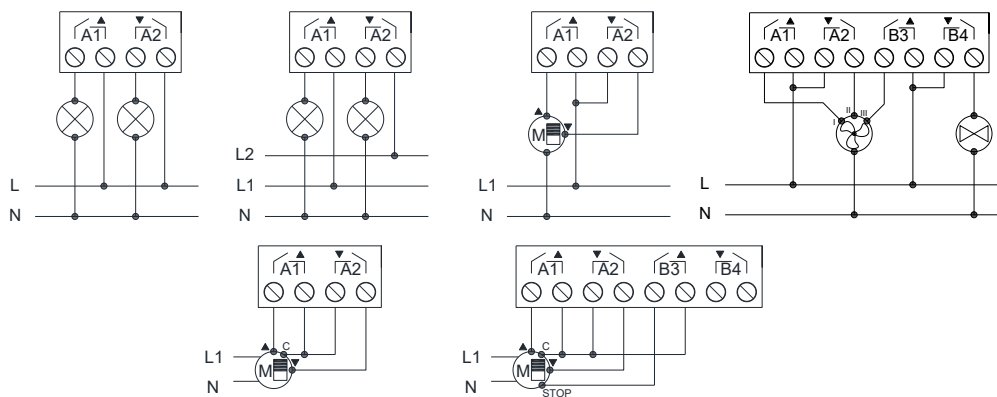 A1 ▲ ▼ A2
L
N
A1 ▲ ▼ A2
L2
L1
N
A1 ▲ ▼ A2
▲
M ▼
L1
N
A1 ▲ ▼ A2 B3 ▲ ▼ B4
I II III
L
N
A1 ▲ ▼ A2
▲ C
L1
M ▼
N
A1 ▲ ▼ A2 B3 ▲ ▼ B4
▲ C
L1
M ▼
N
STOP